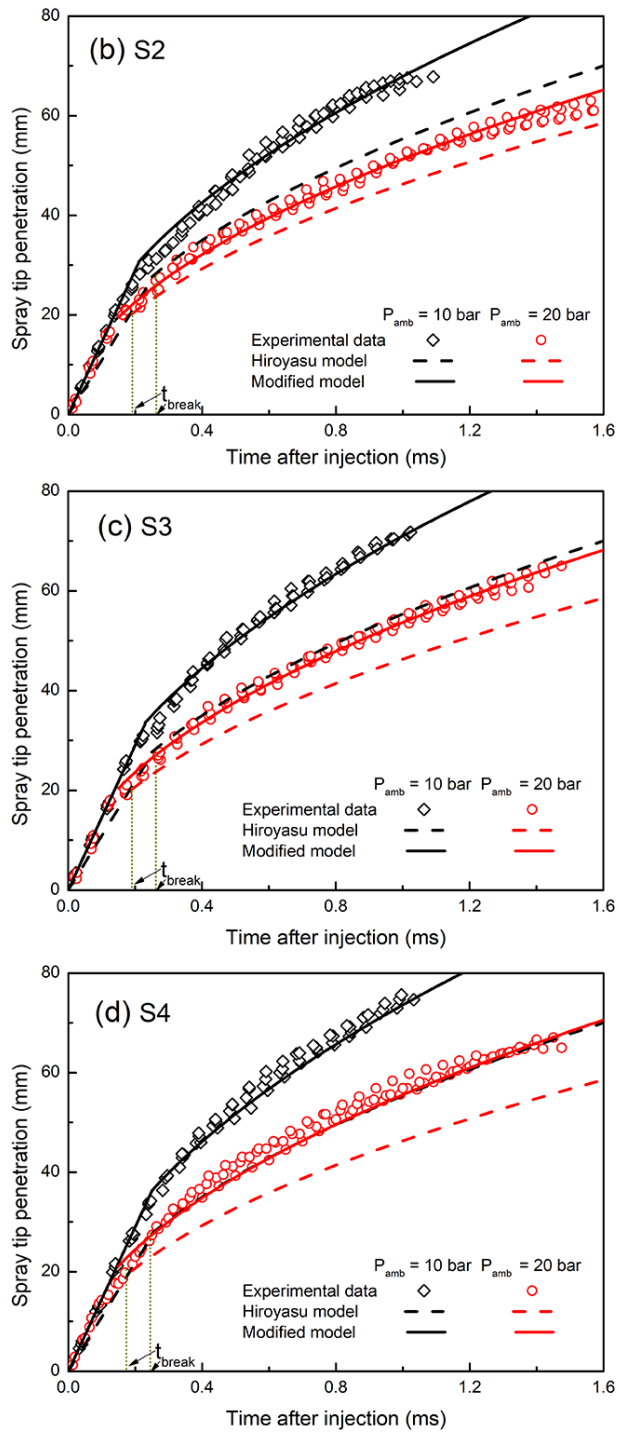 (b) S2
Spray tip penetration (mm)
80
60
40
20
0
P_amb = 10 bar P_amb = 20 bar
Experimental data
Hiroyasu model
Modified model
t_break
0.0 0.4 0.8 1.2 1.6
Time after injection (ms)
(c) S3
Spray tip penetration (mm)
80
60
40
20
0
P_amb = 10 bar P_amb = 20 bar
Experimental data
Hiroyasu model
Modified model
t_break
0.0 0.4 0.8 1.2 1.6
Time after injection (ms)
(d) S4
Spray tip penetration (mm)
80
60
40
20
0
P_amb = 10 bar P_amb = 20 bar
Experimental data
Hiroyasu model
Modified model
t_break
0.0 0.4 0.8 1.2 1.6
Time after injection (ms)